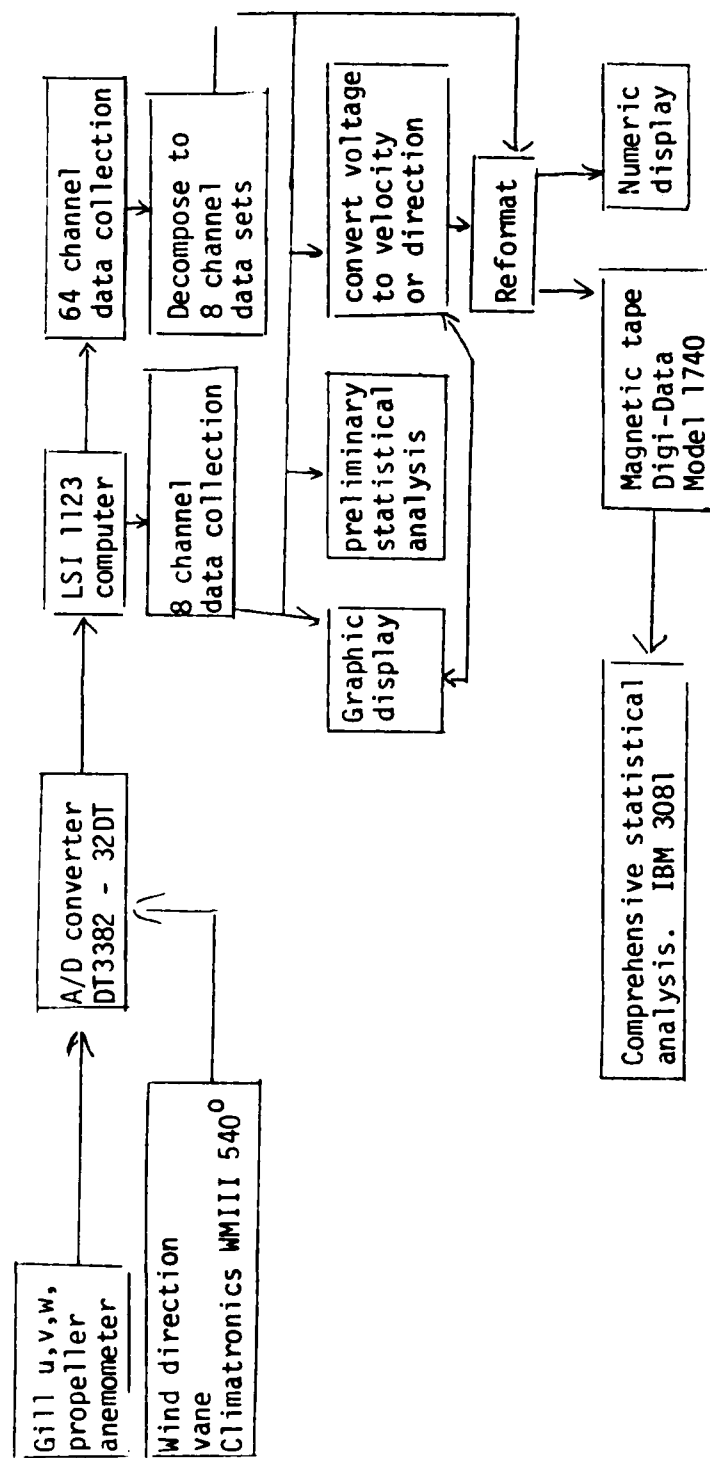 Gill u,v,w,
propeller
anemometer
Wind direction
vane
Climatronics WMIII 540⁰
A/D converter
DT3382 - 32DT
LSI 1123
computer
64 channel
data collection
8 channel
data collection
Decompose to
8 channel
data sets
Graphic
display
preliminary
statistical
analysis
convert voltage
to velocity
or direction
Reformat
Comprehensive statistical
analysis. IBM 3081
Magnetic tape
Digi-Data
Model 1740
Numeric
display